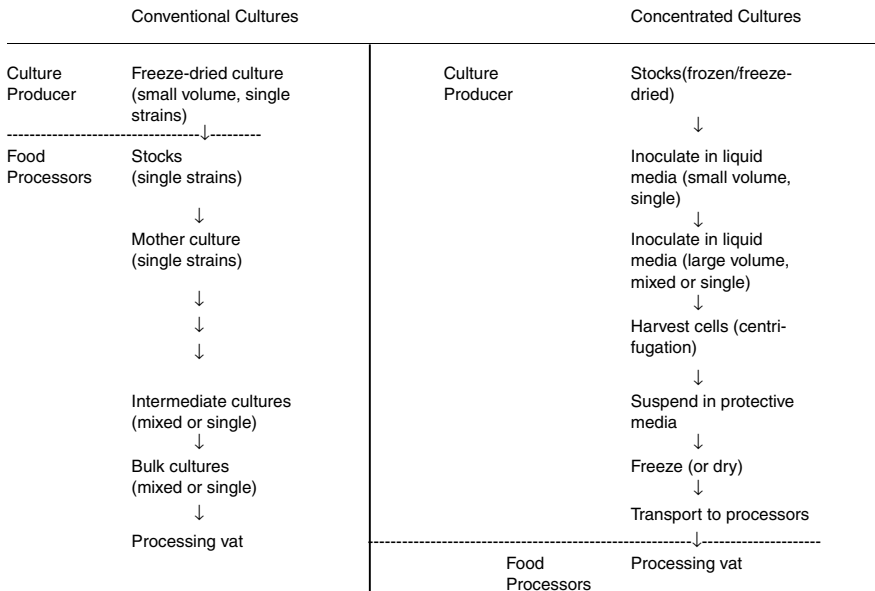 Conventional Cultures
Concentrated Cultures
Culture
Producer
Freeze-dried culture
(small volume, single
strains)
Food
Processors
Stocks
(single strains)
Mother culture
(single strains)
Intermediate cultures
(mixed or single)
Bulk cultures
(mixed or single)
Processing vat
Culture
Producer
Stocks(frozen/freeze-
dried)
Inoculate in liquid
media (small volume,
single)
Inoculate in liquid
media (large volume,
mixed or single)
Harvest cells (centri-
fugation)
Suspend in protective
media
Freeze (or dry)
Transport to processors
Food
Processors
Processing vat